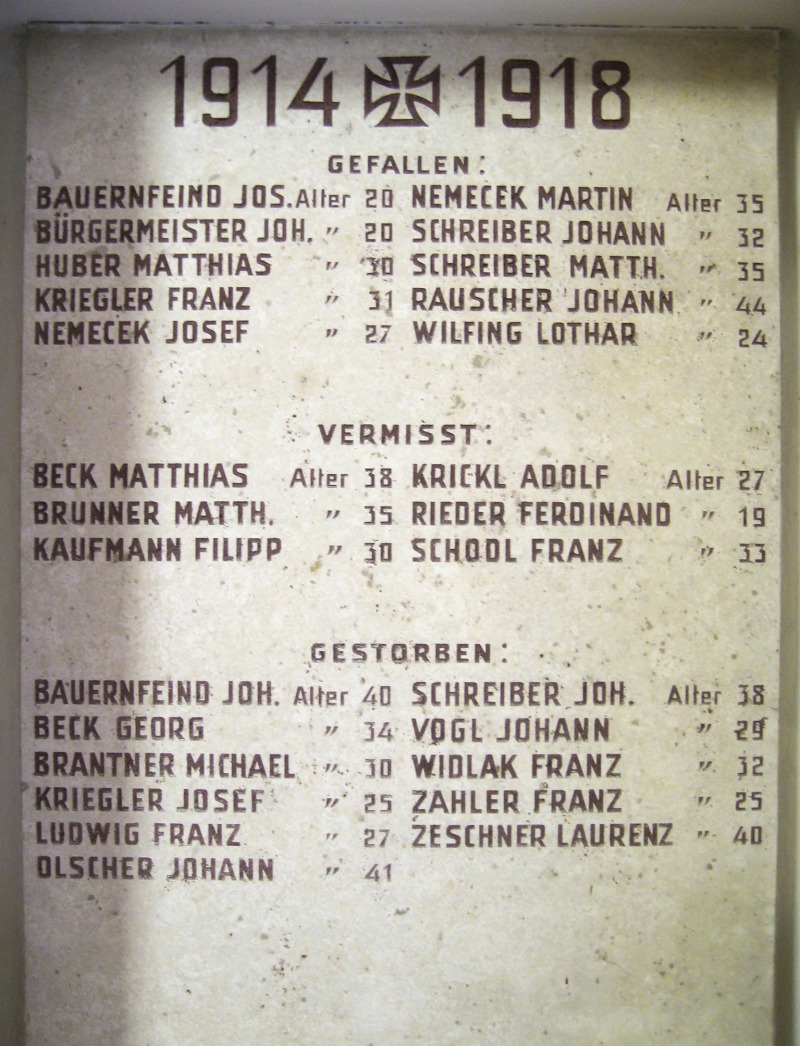 1914 1918
GEFALLEN:
BAUERNFEIND JOS. Alter 20 NEMECEK MARTIN Alter 35
BÜRGERMEISTER JOH. " 20 SCHREIBER JOHANN " 32
HUBER MATTHIAS " 30 SCHREIBER MATTH. " 35
KRIEGLER FRANZ " 31 RAUSCHER JOHANN " 44
NEMECEK JOSEF " 27 WILFING LOTHAR " 24
VERMISST:
BECK MATTHIAS Alter 38 KRICKL ADOLF Alter 27
BRUNNER MATTH. " 35 RIEDER FERDINAND " 19
KAUFMANN FILIPP " 30 SCHODL FRANZ " 33
GESTORBEN:
BAUERNFEIND JOH. Alter 40 SCHREIBER JOH. Alter 38
BECK GEORG " 34 VOGL JOHANN " 29
BRANTNER MICHAEL " 30 WIDLAK FRANZ " 32
KRIEGLER JOSEF " 25 ZAHLER FRANZ " 25
LUDWIG FRANZ " 27 ZESCHNER LAURENZ " 40
OLSCHER JOHANN " 41